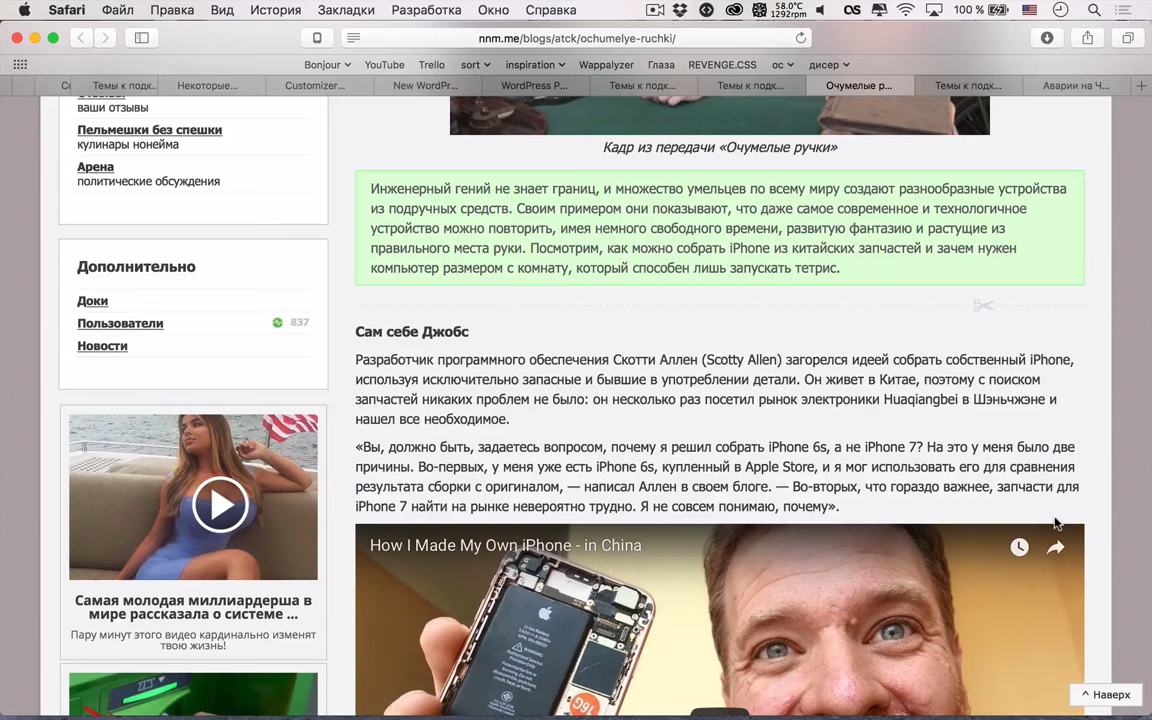 Safari Файл Правка Вид История Закладки Разработка Окно Справка 58.0°C 1292rpm 100 %
nnm.me/blogs/atck/ochumelye-ruchki/
Bonjour YouTube Trello sort inspiration Wappalyzer Глаза REVENGE.CSS ос дисер
Темы к подк... Некоторые... Customizer... New WordPr... WordPress P... Темы к подк... Темы к подк... Очумелые р... Темы к подк... Аварии на Ч...
ваши отзывы
Пельмешки без спешки
кулинары нонейма
Арена
политические обсуждения
Дополнительно
Доки
Пользователи 837
Новости
Самая молодая миллиардерша в
мире рассказала о системе ...
Пару минут этого видео кардинально изменят
твою жизнь!
Кадр из передачи «Очумелые ручки»
Инженерный гений не знает границ, и множество умельцев по всему миру создают разнообразные устройства
из подручных средств. Своим примером они показывают, что даже самое современное и технологичное
устройство можно повторить, имея немного свободного времени, развитую фантазию и растущие из
правильного места руки. Посмотрим, как можно собрать iPhone из китайских запчастей и зачем нужен
компьютер размером с комнату, который способен лишь запускать тетрис.
Сам себе Джобс
Разработчик программного обеспечения Скотти Аллен (Scotty Allen) загорелся идеей собрать собственный iPhone,
используя исключительно запасные и бывшие в употреблении детали. Он живет в Китае, поэтому с поиском
запчастей никаких проблем не было: он несколько раз посетил рынок электроники Huaqiangbei в Шэньчжэне и
нашел все необходимое.
«Вы, должно быть, задаетесь вопросом, почему я решил собрать iPhone 6s, а не iPhone 7? На это у меня было две
причины. Во-первых, у меня уже есть iPhone 6s, купленный в Apple Store, и я мог использовать его для сравнения
результата сборки с оригиналом, — написал Аллен в своем блоге. — Во-вторых, что гораздо важнее, запчасти для
iPhone 7 найти на рынке невероятно трудно. Я не совсем понимаю, почему».
How I Made My Own iPhone - in China
16G
^ Наверх